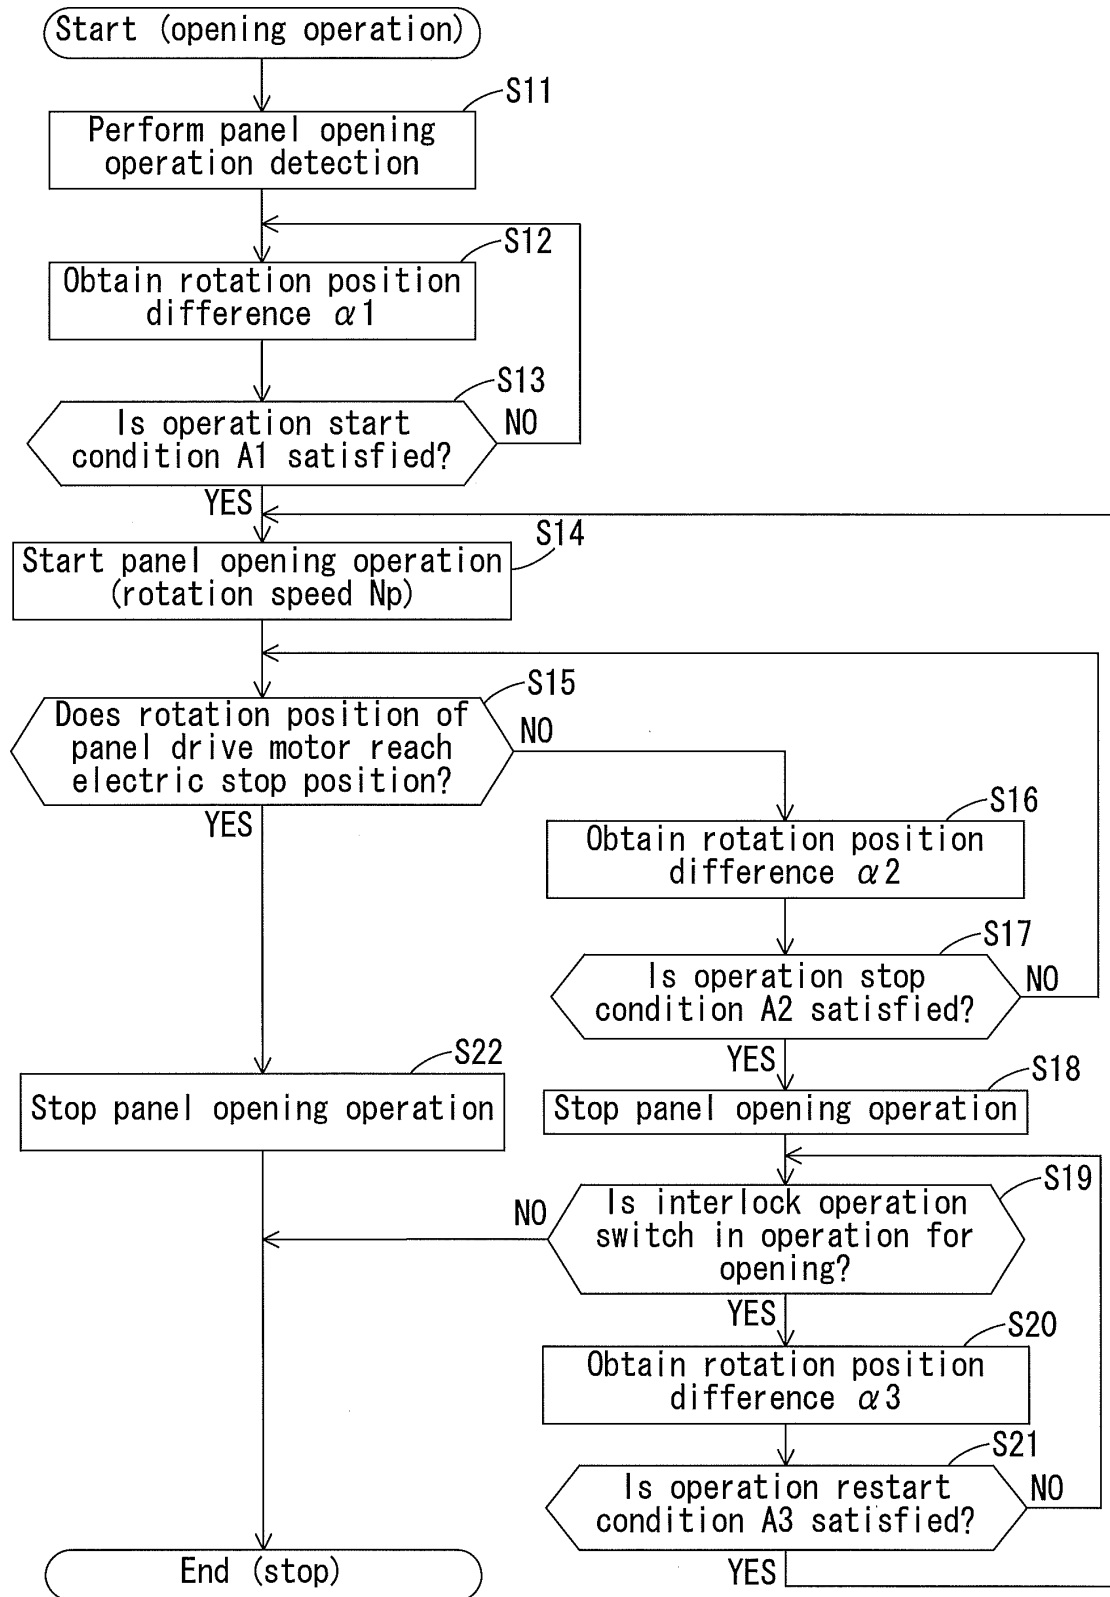 Start (opening operation)
S11
Perform panel opening
operation detection
S12
Obtain rotation position
difference α1
S13
Is operation start
condition A1 satisfied?
NO
YES
S14
Start panel opening operation
(rotation speed Np)
S15
Does rotation position of
panel drive motor reach
electric stop position?
NO
YES
S16
Obtain rotation position
difference α2
S17
Is operation stop
condition A2 satisfied?
NO
YES
S22
Stop panel opening operation
S18
Stop panel opening operation
S19
Is interlock operation
switch in operation for
opening?
NO
YES
S20
Obtain rotation position
difference α3
S21
Is operation restart
condition A3 satisfied?
NO
YES
End (stop)